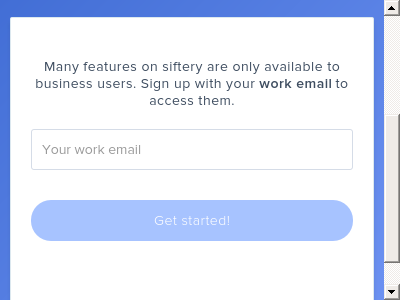 Many features on siftery are only available to
business users. Sign up with your work email to
access them.
Your work email
Get started!